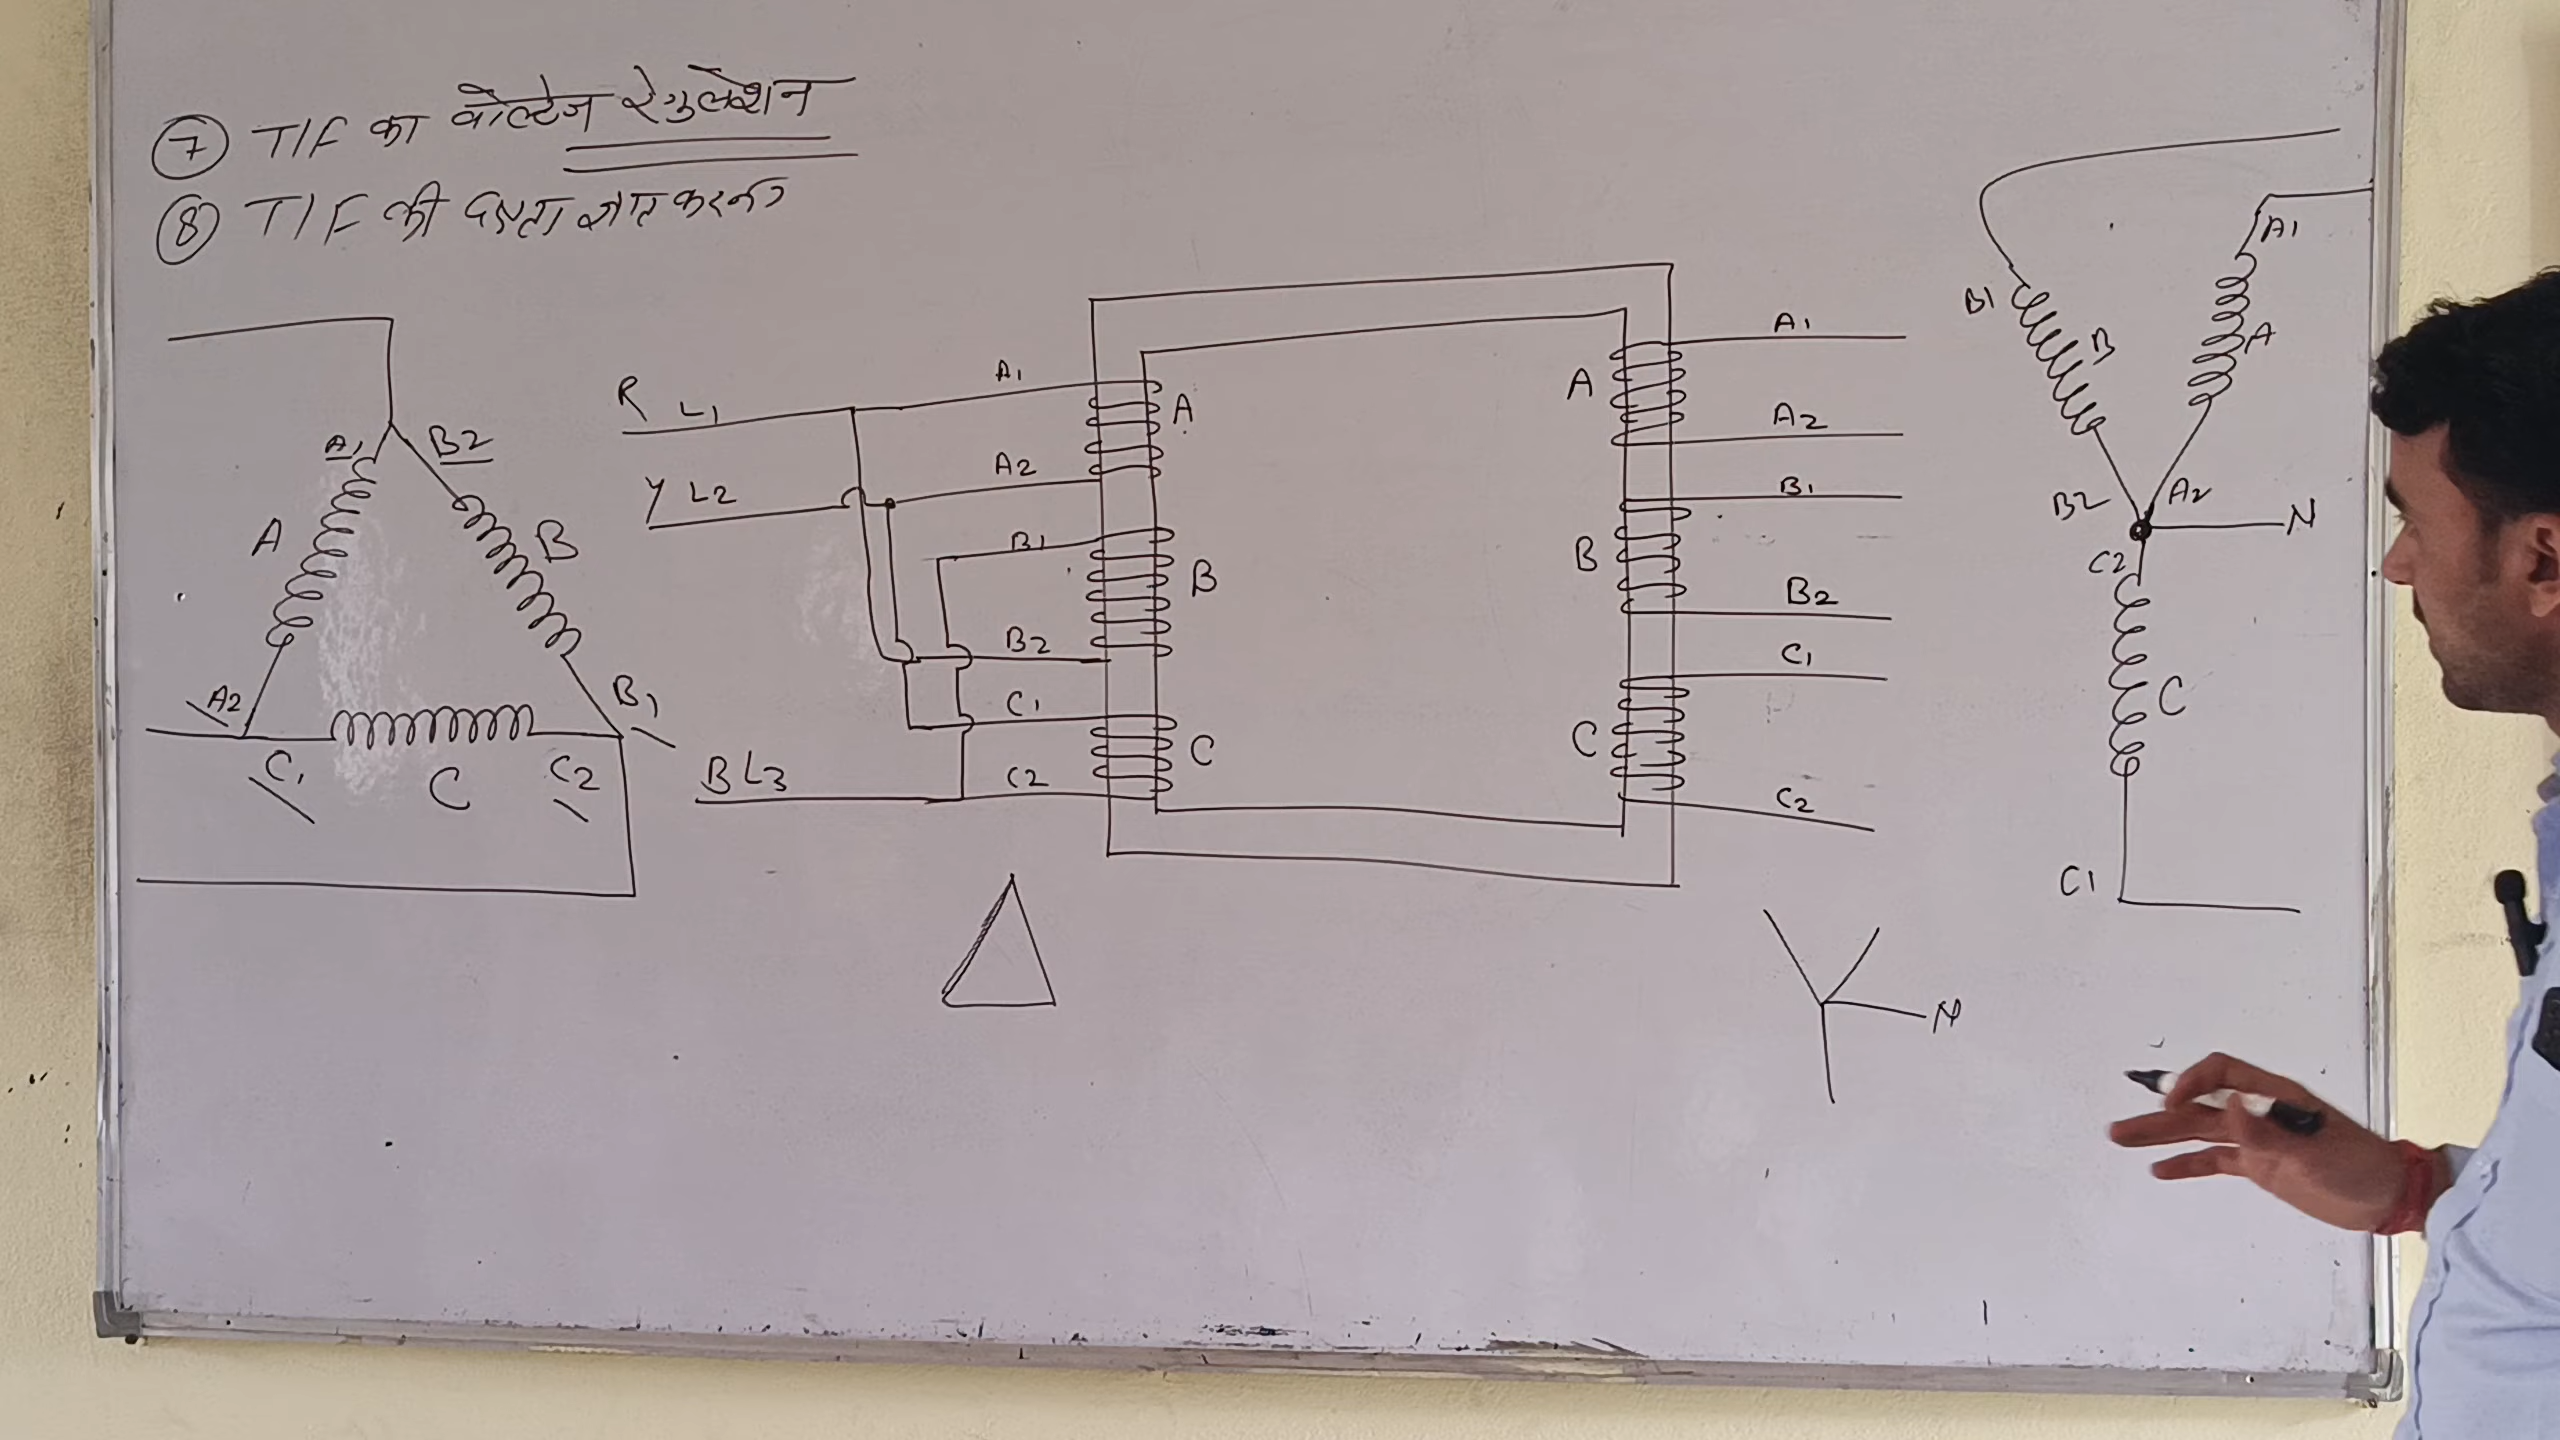 ⑦ T/F का वोल्टेज रेगुलेशन
⑧ T/F की दक्षता ज्ञात करना
A1 B2
A B
A2 B1
C1 C C2
R L1 A1 A
Y L2 A2
B1 B
B2
C1
B L3 C2 C
A A1
A2
B1
B B2
C1
C C2
N
A1
B1 B A
B2 A2 N
C2
C
C1